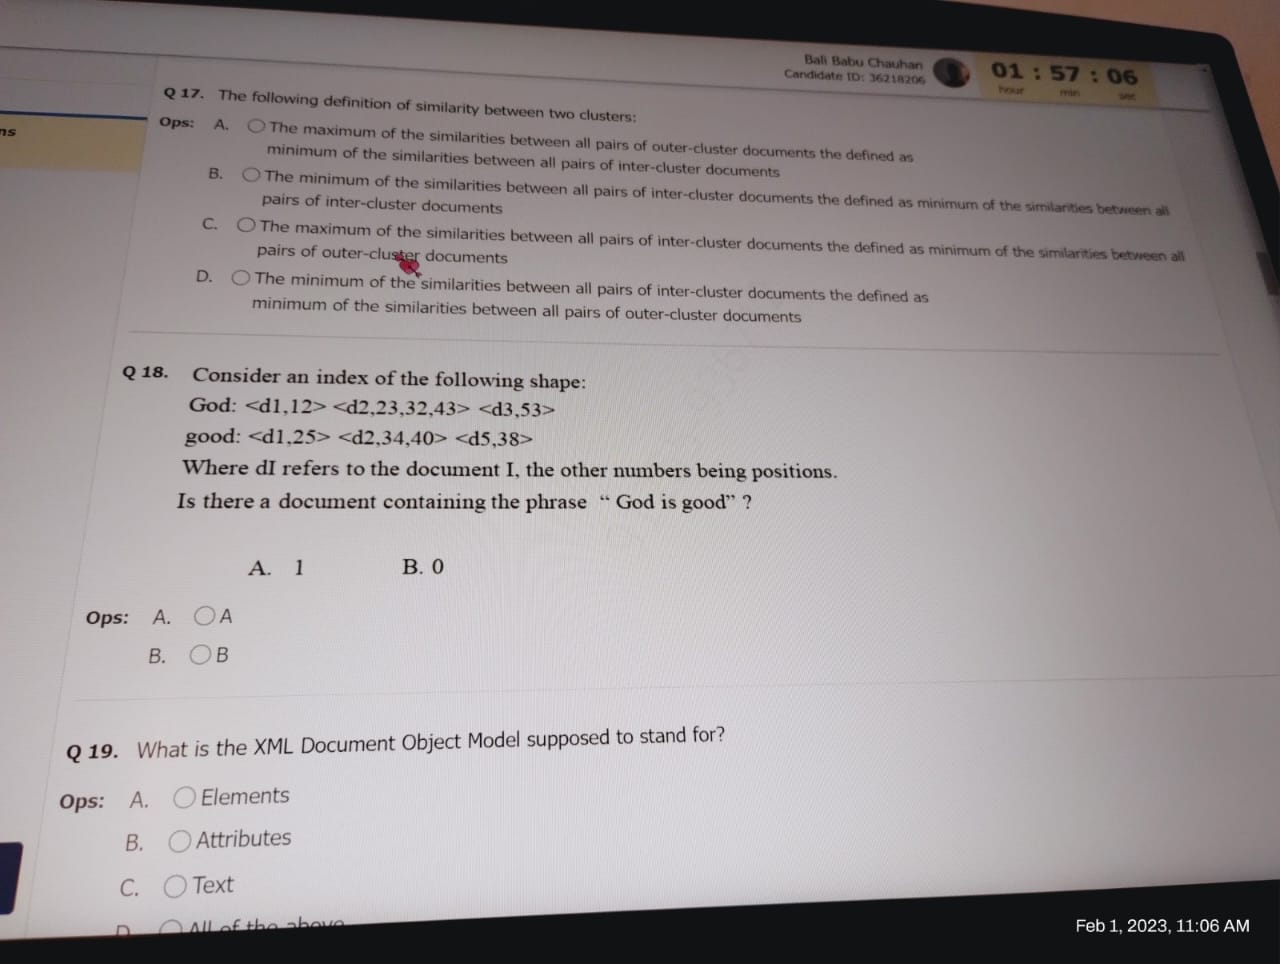 Bali Babu Chauhan
Candidate ID: 36218206
01 : 57 : 06
hour min sec
ns
Q 17. The following definition of similarity between two clusters:
Ops: A. The maximum of the similarities between all pairs of outer-cluster documents the defined as
minimum of the similarities between all pairs of inter-cluster documents
B. The minimum of the similarities between all pairs of inter-cluster documents the defined as minimum of the similarities between all
pairs of inter-cluster documents
C. The maximum of the similarities between all pairs of inter-cluster documents the defined as minimum of the similarities between all
pairs of outer-cluster documents
D. The minimum of the similarities between all pairs of inter-cluster documents the defined as
minimum of the similarities between all pairs of outer-cluster documents
Q 18. Consider an index of the following shape:
God: <d1,12> <d2,23,32,43> <d3,53>
good: <d1,25> <d2,34,40> <d5,38>
Where dI refers to the document I, the other numbers being positions.
Is there a document containing the phrase “ God is good” ?
A. 1 B. 0
Ops: A. A
B. B
Q 19. What is the XML Document Object Model supposed to stand for?
Ops: A. Elements
B. Attributes
C. Text
D. All of the above
Feb 1, 2023, 11:06 AM